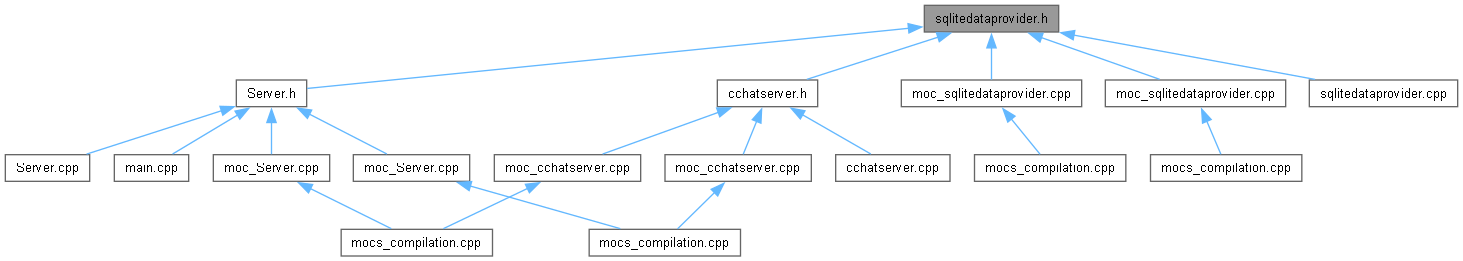 sqlitedataprovider.h
Server.h
cchatserver.h
moc_sqlitedataprovider.cpp
moc_sqlitedataprovider.cpp
sqlitedataprovider.cpp
Server.cpp
main.cpp
moc_Server.cpp
moc_Server.cpp
moc_cchatserver.cpp
moc_cchatserver.cpp
cchatserver.cpp
mocs_compilation.cpp
mocs_compilation.cpp
mocs_compilation.cpp
mocs_compilation.cpp